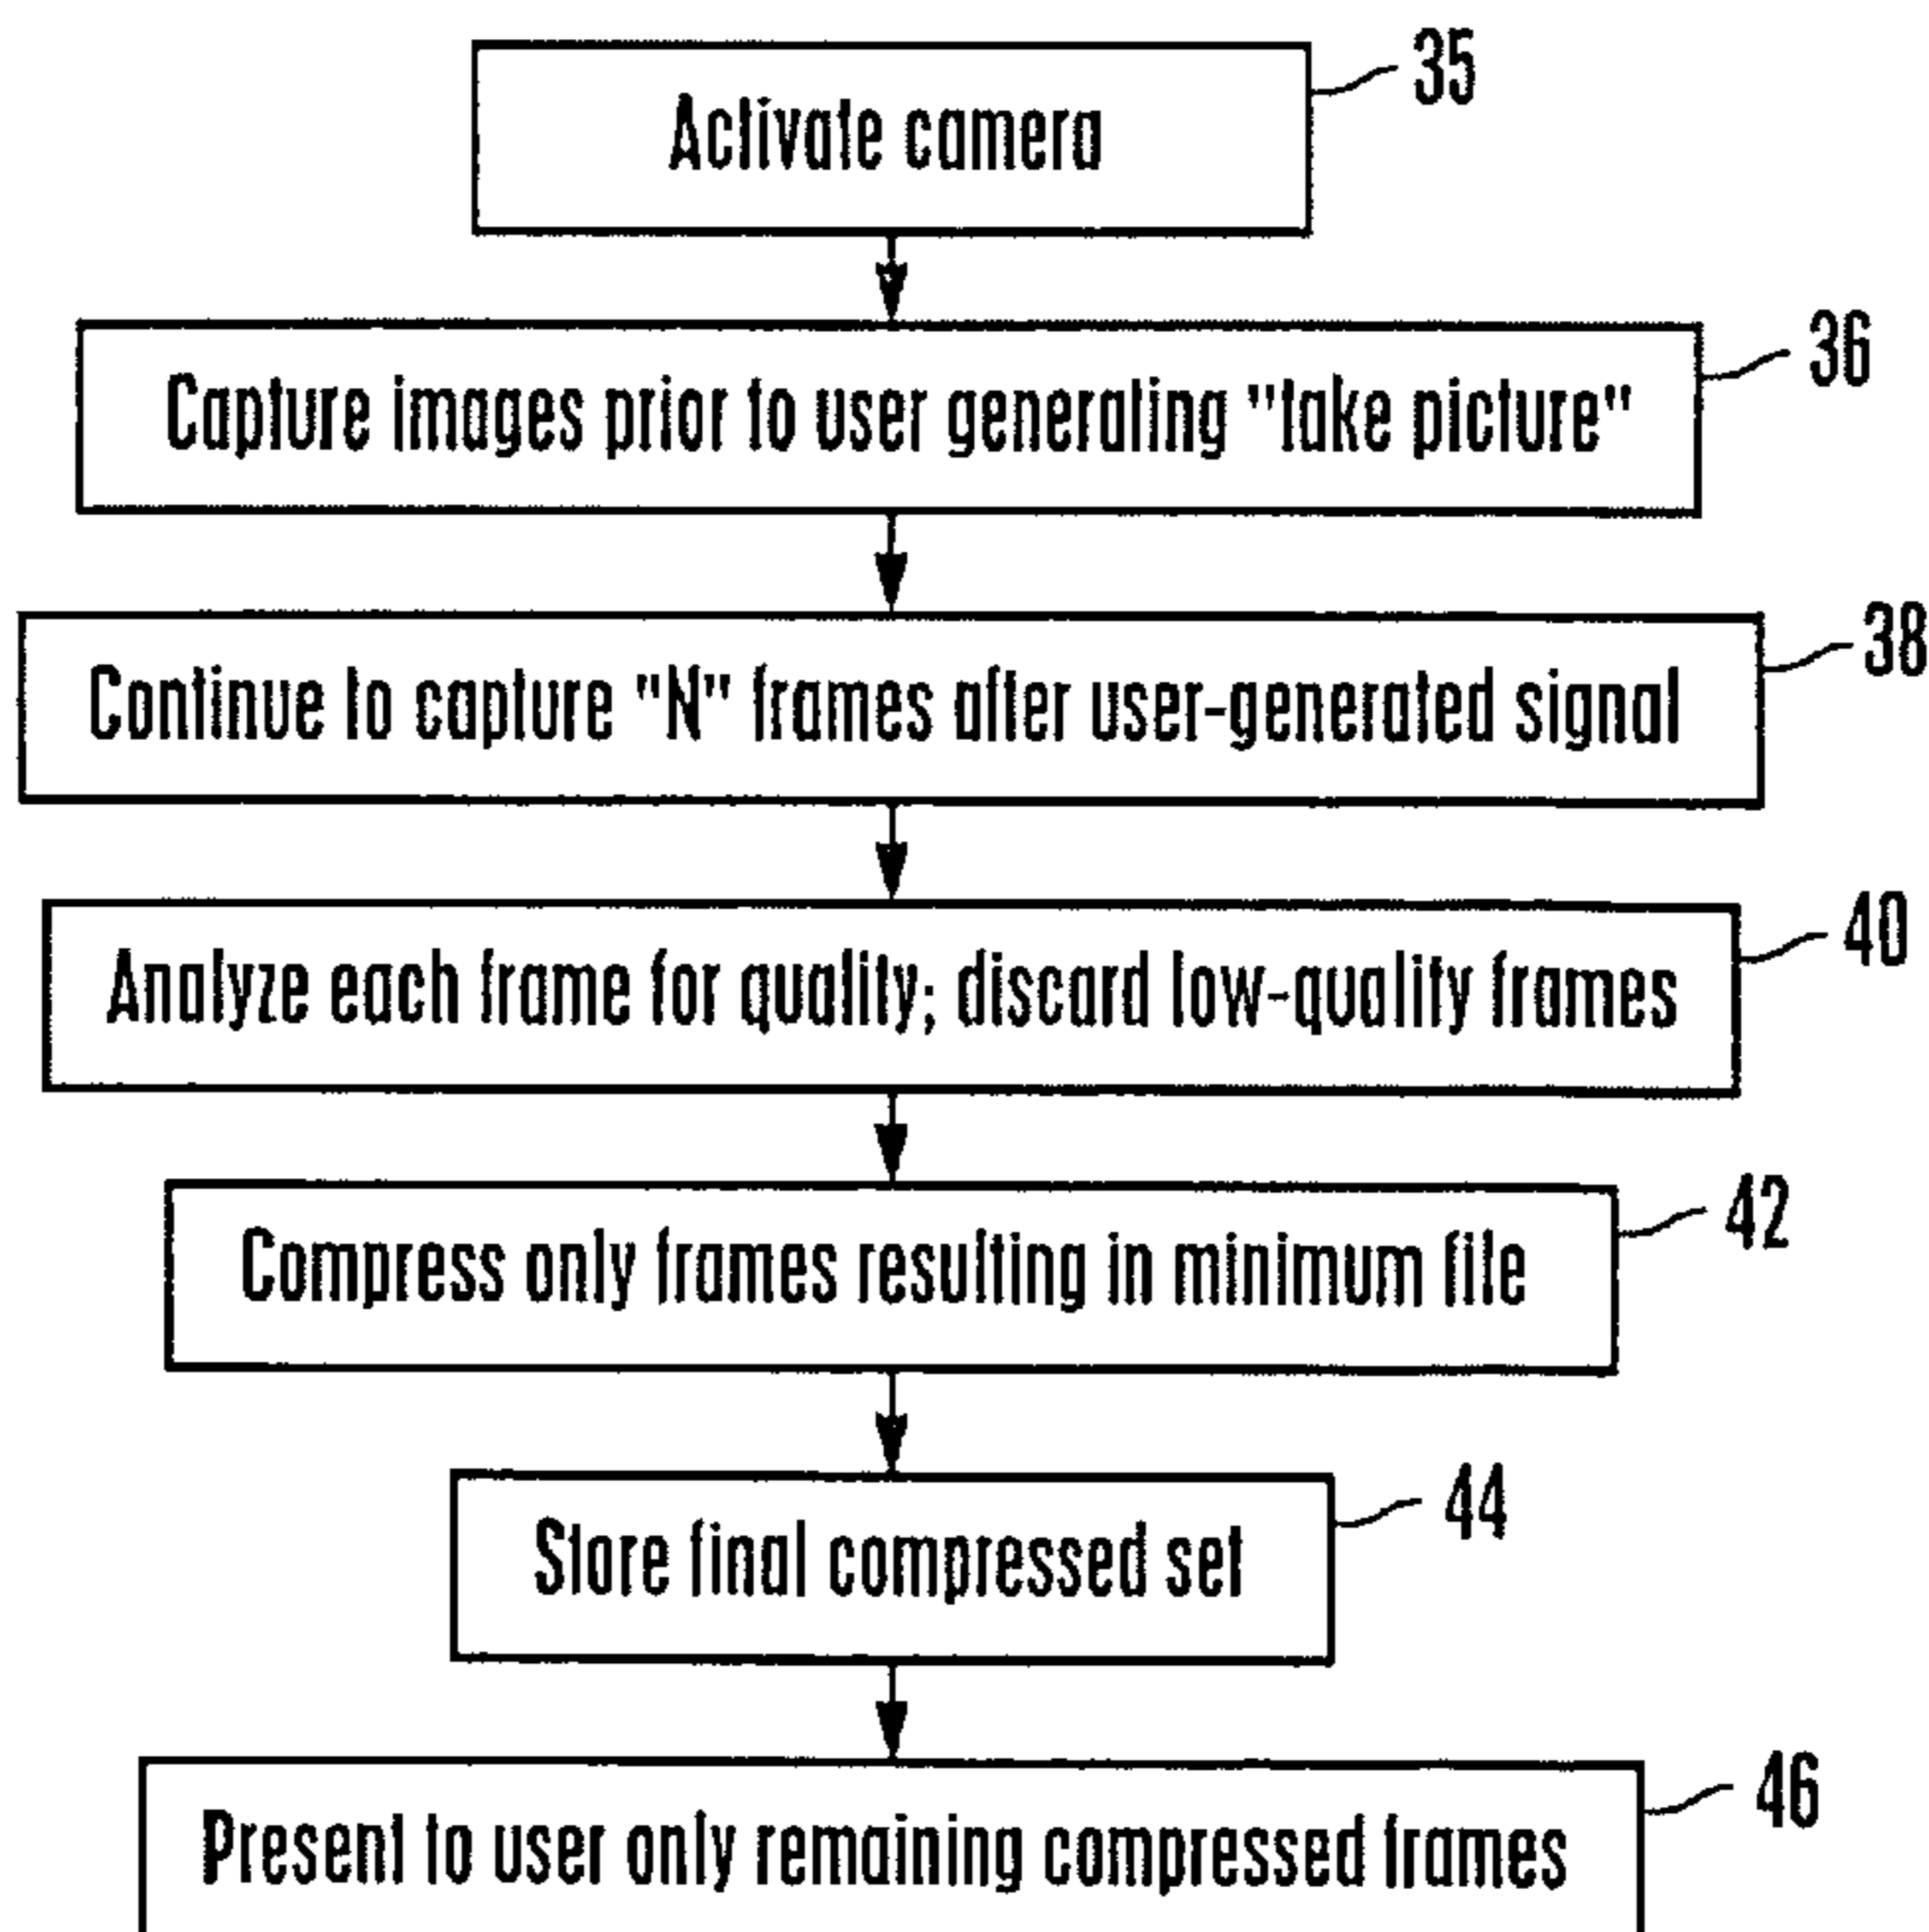 Activate camera
35
Capture images prior to user generating "take picture"
36
Continue to capture "N" frames after user-generated signal
38
Analyze each frame for quality; discard low-quality frames
40
Compress only frames resulting in minimum file
42
Store final compressed set
44
Present to user only remaining compressed frames
46